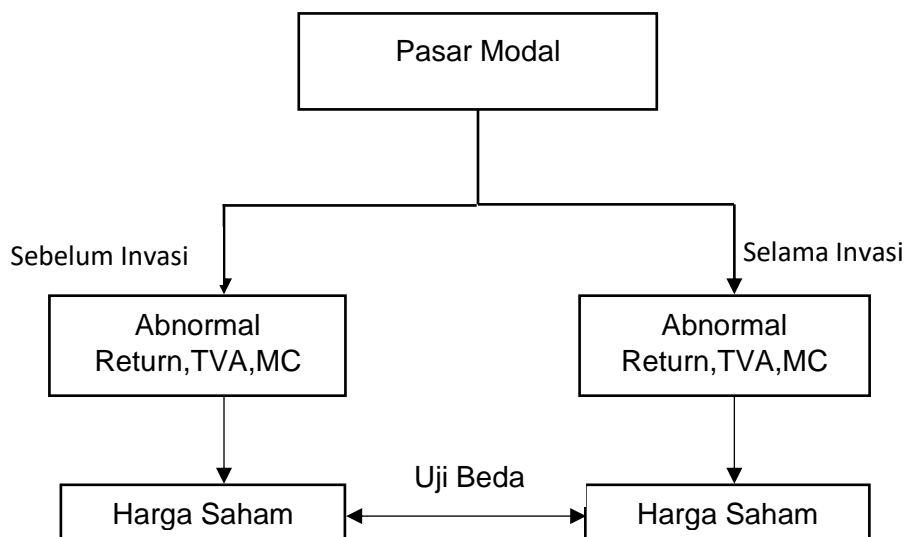 Pasar Modal
Sebelum Invasi
Selama Invasi
Abnormal
Return,TVA,MC
Abnormal
Return,TVA,MC
Uji Beda
Harga Saham
Harga Saham